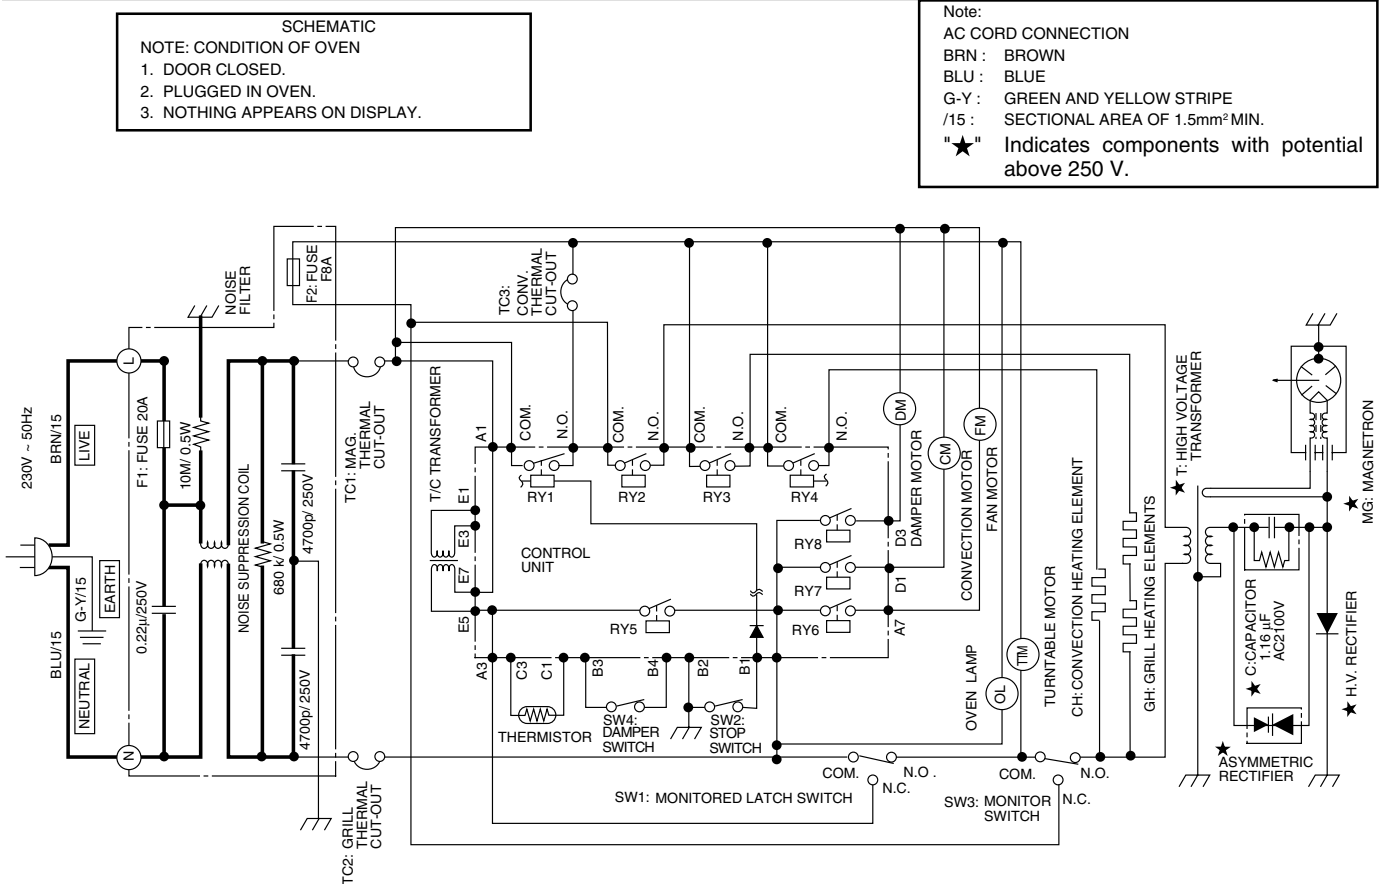 SCHEMATIC
NOTE: CONDITION OF OVEN
1. DOOR CLOSED.
2. PLUGGED IN OVEN.
3. NOTHING APPEARS ON DISPLAY.
Note:
AC CORD CONNECTION
BRN : BROWN
BLU : BLUE
G-Y : GREEN AND YELLOW STRIPE
/15 : SECTIONAL AREA OF 1.5mm² MIN.
"★" Indicates components with potential
above 250 V.
230V ~ 50Hz
BRN/15
LIVE
G-Y/15
EARTH
BLU/15
NEUTRAL
L
N
F1: FUSE 20A
10M/ 0.5W
0.22µ/250V
NOISE
FILTER
NOISE SUPPRESSION COIL
680 k/ 0.5W
4700p/ 250V
4700p/ 250V
F2: FUSE
F8A
TC1: MAG.
THERMAL
CUT-OUT
TC2: GRILL
THERMAL
CUT-OUT
TC3:
CONV.
THERMAL
CUT-OUT
T/C TRANSFORMER
A1
COM.
N.O.
COM.
N.O.
COM.
N.O.
COM.
N.O.
RY1
RY2
RY3
RY4
E1
E3
E7
E5
CONTROL
UNIT
RY8
RY7
RY5
RY6
D3
D1
A7
A3
C3
C1
B3
B4
B2
B1
THERMISTOR
SW4:
DAMPER
SWITCH
SW2:
STOP
SWITCH
DM
CM
FM
DAMPER MOTOR
CONVECTION MOTOR
FAN MOTOR
OVEN LAMP
OL
TTM
TURNTABLE MOTOR
CH: CONVECTION HEATING ELEMENT
GH: GRILL HEATING ELEMENTS
COM.
N.O.
N.C.
SW1: MONITORED LATCH SWITCH
COM.
N.O.
N.C.
SW3: MONITOR
SWITCH
★ T: HIGH VOLTAGE
TRANSFORMER
★ MG: MAGNETRON
★ C:CAPACITOR
1.16 µF
AC2100V
★ H.V. RECTIFIER
★
ASYMMETRIC
RECTIFIER